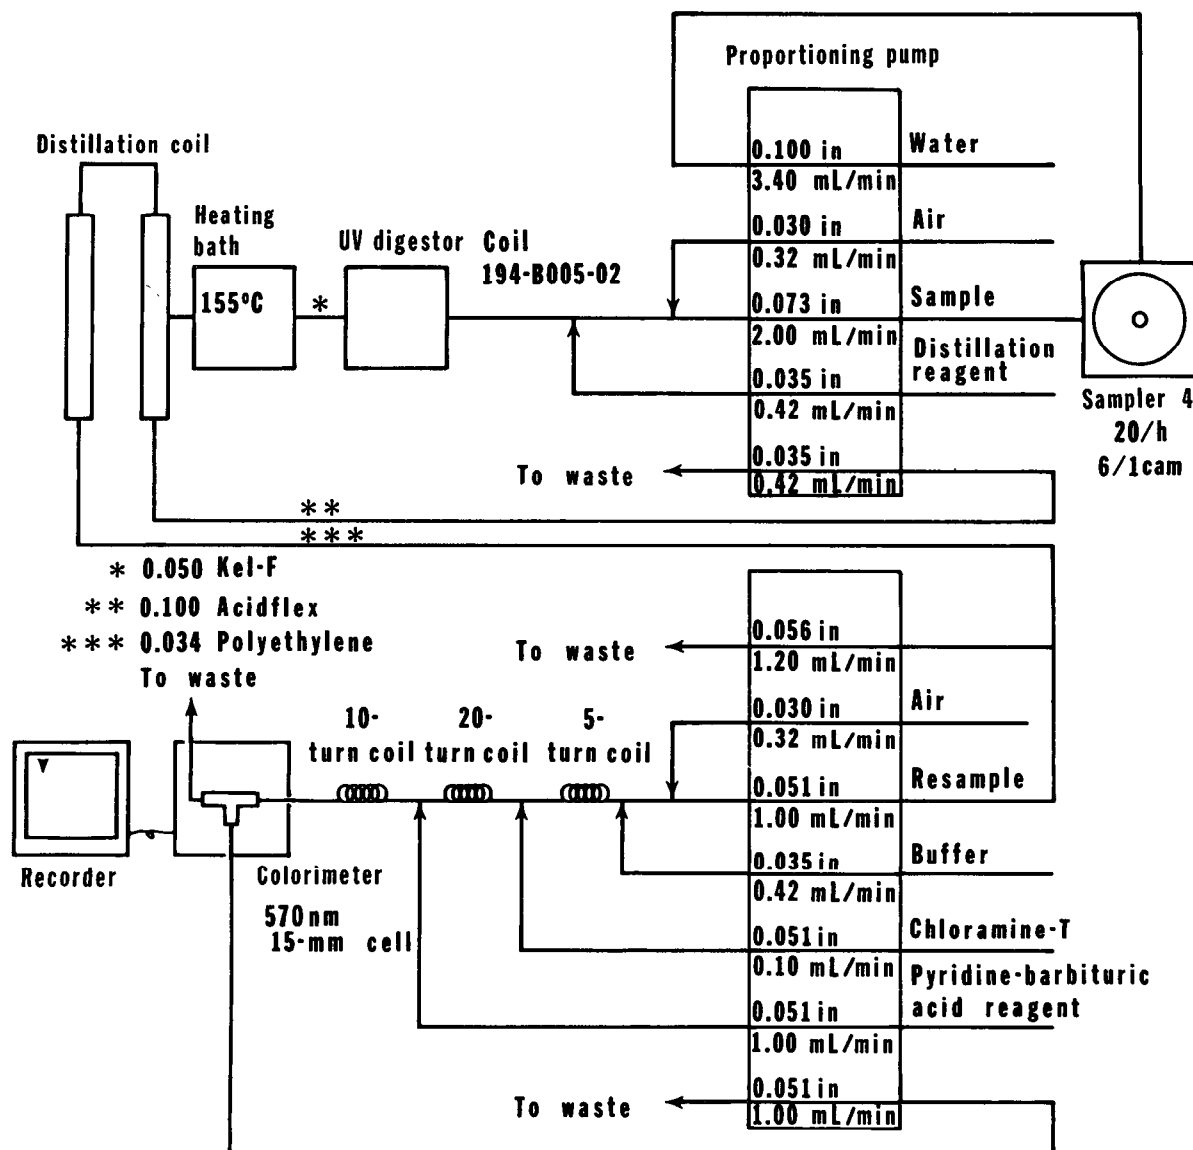 Proportioning pump
Distillation coil
0.100 in
Water
3.40 mL/min
Heating
bath
UV digestor
Coil
194-B005-02
0.030 in
Air
0.32 mL/min
155°C
*
0.073 in
Sample
2.00 mL/min
Distillation
reagent
0.035 in
0.42 mL/min
Sampler 4
20/h
6/1cam
To waste
0.035 in
0.42 mL/min
**
***
* 0.050 Kel-F
** 0.100 Acidflex
*** 0.034 Polyethylene
To waste
To waste
0.056 in
1.20 mL/min
10-
turn coil
20-
turn coil
5-
turn coil
0.030 in
Air
0.32 mL/min
0.051 in
Resample
1.00 mL/min
Recorder
Colorimeter
570nm
15-mm cell
0.035 in
Buffer
0.42 mL/min
0.051 in
Chloramine-T
0.10 mL/min
Pyridine-barbituric
acid reagent
0.051 in
1.00 mL/min
To waste
0.051 in
1.00 mL/min